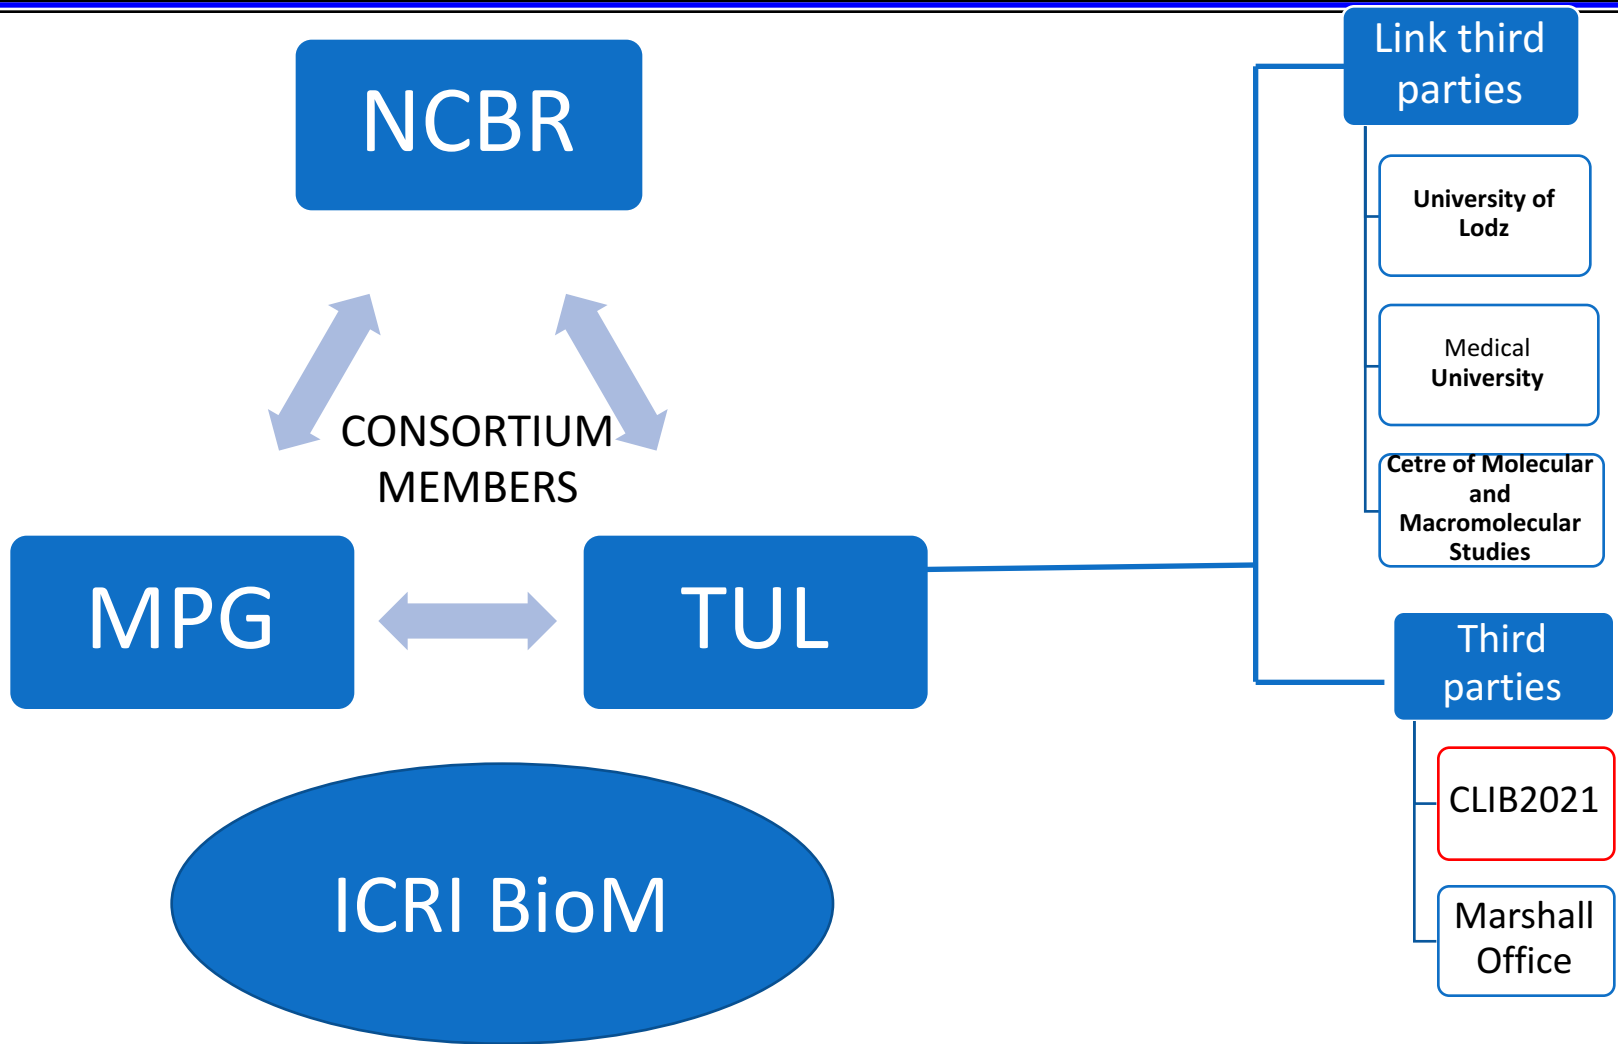 NCBR
CONSORTIUM
MEMBERS
MPG
TUL
ICRI BioM
Link third
parties
University of
Lodz
Medical
University
Cetre of Molecular
and
Macromolecular
Studies
Third
parties
CLIB2021
Marshall
Office